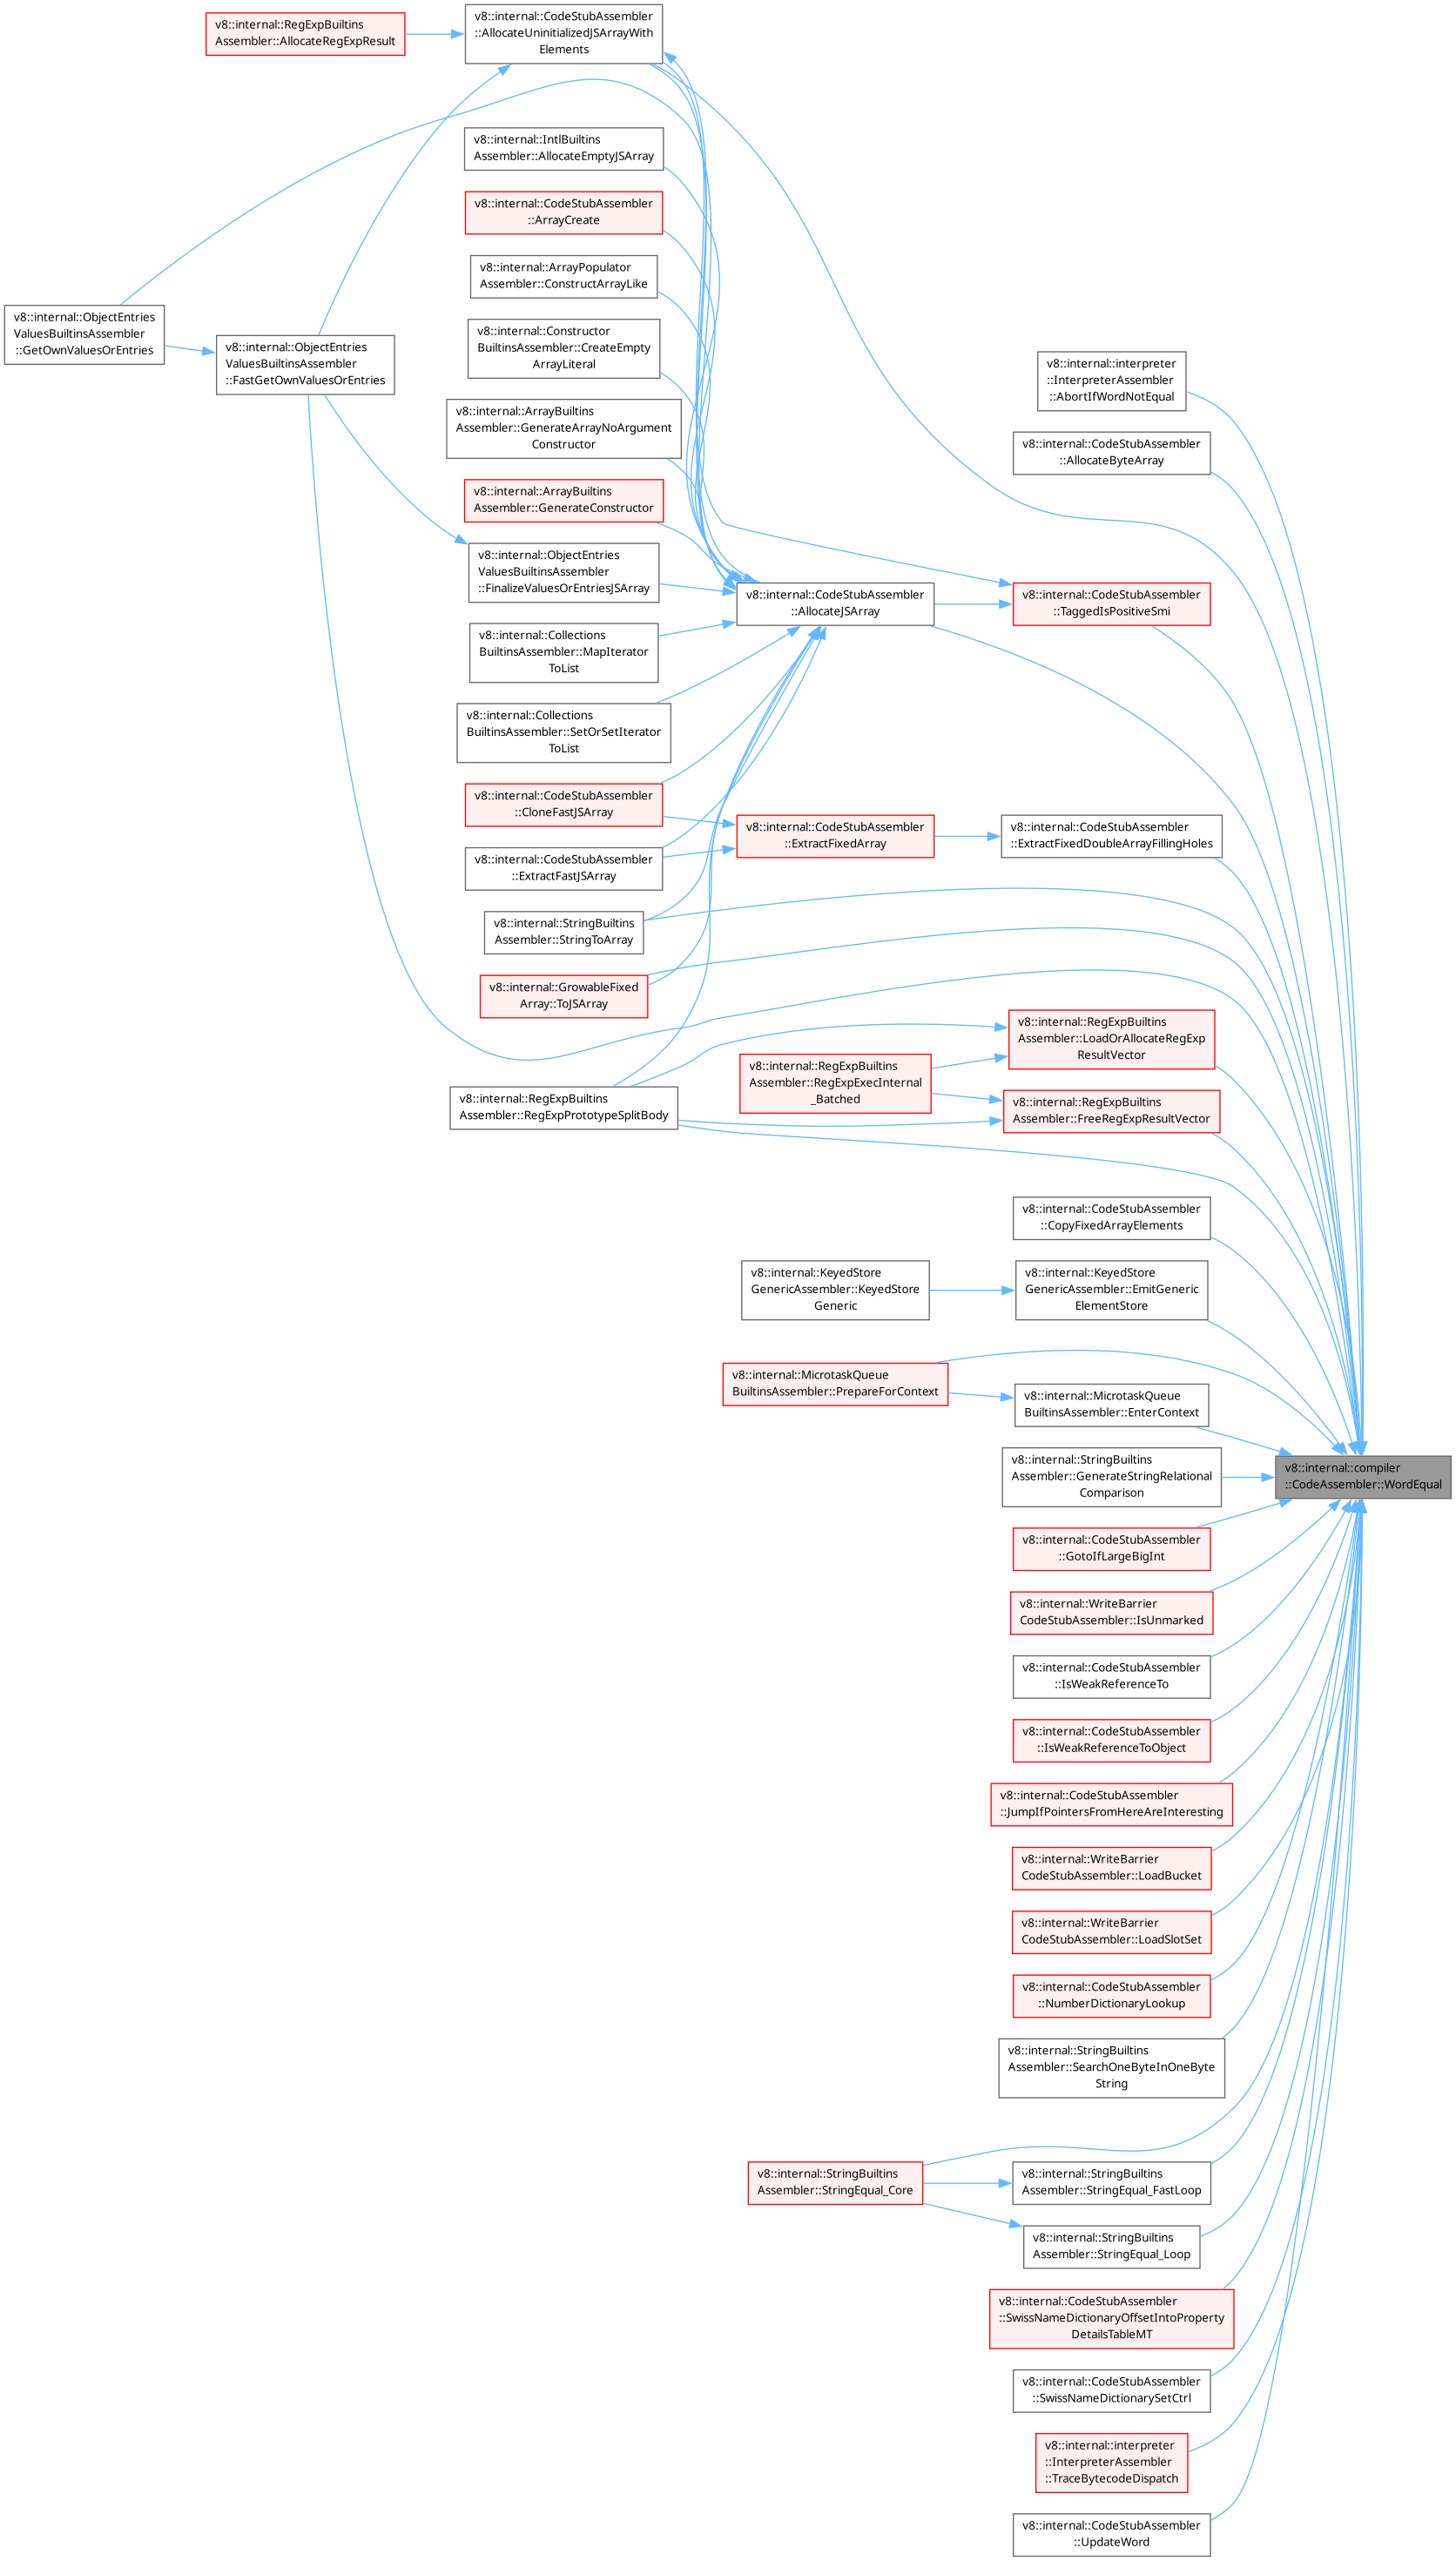 v8::internal::RegExpBuiltins
Assembler::AllocateRegExpResult
v8::internal::CodeStubAssembler
::AllocateUninitializedJSArrayWith
Elements
v8::internal::IntlBuiltins
Assembler::AllocateEmptyJSArray
v8::internal::CodeStubAssembler
::ArrayCreate
v8::internal::ArrayPopulator
Assembler::ConstructArrayLike
v8::internal::ObjectEntries
ValuesBuiltinsAssembler
::GetOwnValuesOrEntries
v8::internal::ObjectEntries
ValuesBuiltinsAssembler
::FastGetOwnValuesOrEntries
v8::internal::Constructor
BuiltinsAssembler::CreateEmpty
ArrayLiteral
v8::internal::interpreter
::InterpreterAssembler
::AbortIfWordNotEqual
v8::internal::ArrayBuiltins
Assembler::GenerateArrayNoArgument
Constructor
v8::internal::CodeStubAssembler
::AllocateByteArray
v8::internal::ArrayBuiltins
Assembler::GenerateConstructor
v8::internal::ObjectEntries
ValuesBuiltinsAssembler
::FinalizeValuesOrEntriesJSArray
v8::internal::CodeStubAssembler
::AllocateJSArray
v8::internal::CodeStubAssembler
::TaggedIsPositiveSmi
v8::internal::Collections
BuiltinsAssembler::MapIterator
ToList
v8::internal::Collections
BuiltinsAssembler::SetOrSetIterator
ToList
v8::internal::CodeStubAssembler
::CloneFastJSArray
v8::internal::CodeStubAssembler
::ExtractFixedArray
v8::internal::CodeStubAssembler
::ExtractFixedDoubleArrayFillingHoles
v8::internal::CodeStubAssembler
::ExtractFastJSArray
v8::internal::StringBuiltins
Assembler::StringToArray
v8::internal::GrowableFixed
Array::ToJSArray
v8::internal::RegExpBuiltins
Assembler::LoadOrAllocateRegExp
ResultVector
v8::internal::RegExpBuiltins
Assembler::RegExpExecInternal
_Batched
v8::internal::RegExpBuiltins
Assembler::RegExpPrototypeSplitBody
v8::internal::RegExpBuiltins
Assembler::FreeRegExpResultVector
v8::internal::CodeStubAssembler
::CopyFixedArrayElements
v8::internal::KeyedStore
GenericAssembler::KeyedStore
Generic
v8::internal::KeyedStore
GenericAssembler::EmitGeneric
ElementStore
v8::internal::MicrotaskQueue
BuiltinsAssembler::PrepareForContext
v8::internal::MicrotaskQueue
BuiltinsAssembler::EnterContext
v8::internal::StringBuiltins
Assembler::GenerateStringRelational
Comparison
v8::internal::compiler
::CodeAssembler::WordEqual
v8::internal::CodeStubAssembler
::GotoIfLargeBigInt
v8::internal::WriteBarrier
CodeStubAssembler::IsUnmarked
v8::internal::CodeStubAssembler
::IsWeakReferenceTo
v8::internal::CodeStubAssembler
::IsWeakReferenceToObject
v8::internal::CodeStubAssembler
::JumpIfPointersFromHereAreInteresting
v8::internal::WriteBarrier
CodeStubAssembler::LoadBucket
v8::internal::WriteBarrier
CodeStubAssembler::LoadSlotSet
v8::internal::CodeStubAssembler
::NumberDictionaryLookup
v8::internal::StringBuiltins
Assembler::SearchOneByteInOneByte
String
v8::internal::StringBuiltins
Assembler::StringEqual_Core
v8::internal::StringBuiltins
Assembler::StringEqual_FastLoop
v8::internal::StringBuiltins
Assembler::StringEqual_Loop
v8::internal::CodeStubAssembler
::SwissNameDictionaryOffsetIntoProperty
DetailsTableMT
v8::internal::CodeStubAssembler
::SwissNameDictionarySetCtrl
v8::internal::interpreter
::InterpreterAssembler
::TraceBytecodeDispatch
v8::internal::CodeStubAssembler
::UpdateWord